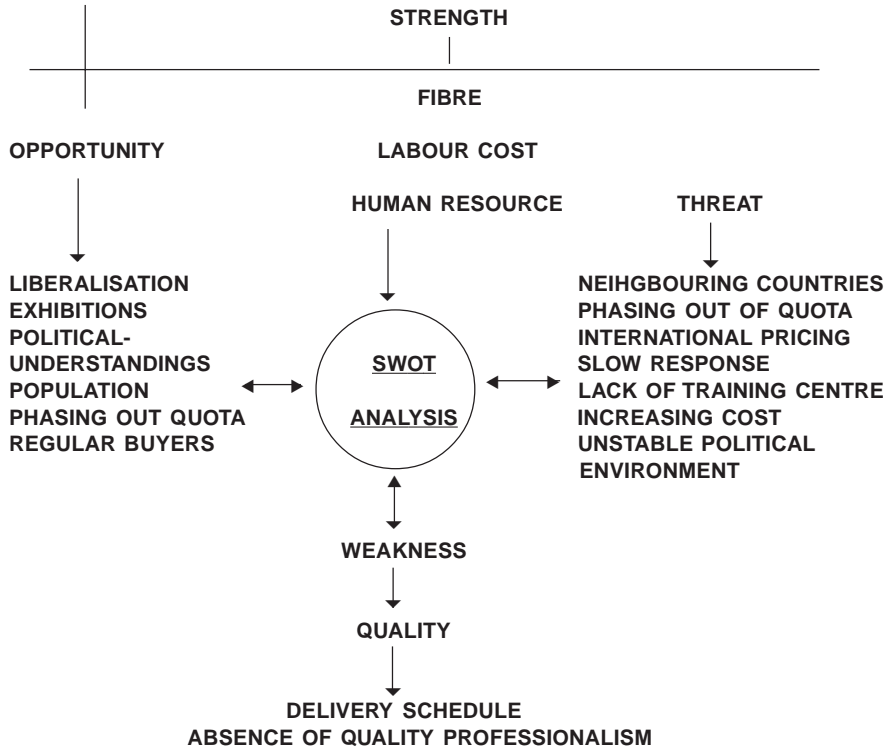 STRENGTH
FIBRE
OPPORTUNITY
LABOUR COST
HUMAN RESOURCE
THREAT
LIBERALISATION
EXHIBITIONS
POLITICAL-
UNDERSTANDINGS
POPULATION
PHASING OUT QUOTA
REGULAR BUYERS
SWOT
ANALYSIS
NEIHGBOURING COUNTRIES
PHASING OUT OF QUOTA
INTERNATIONAL PRICING
SLOW RESPONSE
LACK OF TRAINING CENTRE
INCREASING COST
UNSTABLE POLITICAL
ENVIRONMENT
WEAKNESS
QUALITY
DELIVERY SCHEDULE
ABSENCE OF QUALITY PROFESSIONALISM